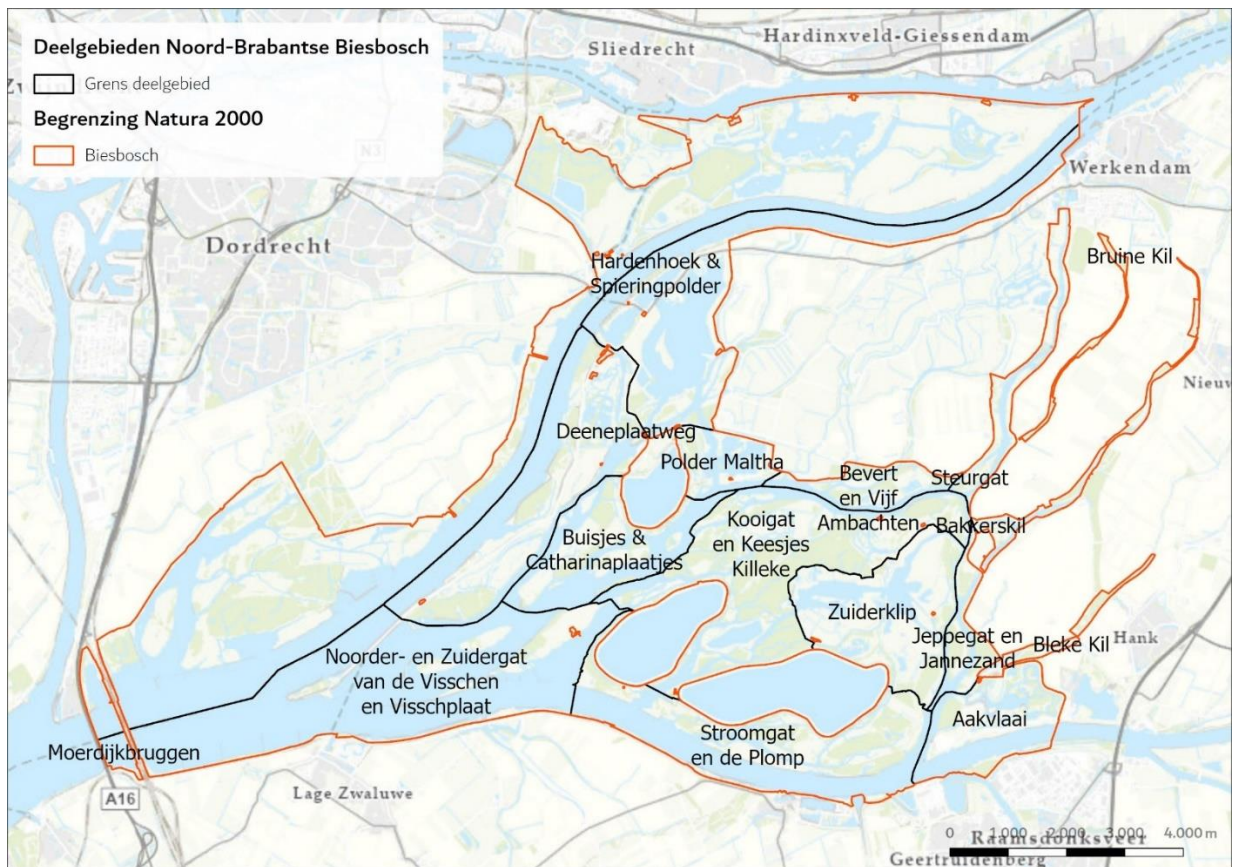 Deelgebieden Noord-Brabantse Biesbosch
Grens deelgebied
Begrenzing Natura 2000
Biesbosch
Sliedrecht
Hardinxveld-Giessendam
N3
Werkendam
Dordrecht
Hardenhoek &
Spieringpolder
Bruine Kil
Nieuw
Deeneplaatweg
Polder Maltha
Bevert
en Vijf
Ambachten
Steurgat
Bakkerskil
Kooigat
en Keesjes
Killeke
Buisjes &
Catharinaplaatjes
Zuiderklip
Jeppegat en
Jannezand
Bleke Kil
Hank
Noorder- en Zuidergat
van de Visschen
en Visschplaat
Aakvlaai
Stroomgat
en de Plomp
Moerdijkbruggen
A16
Lage Zwaluwe
0 1.000 2.000 3.000 4.000 m
Raamsdonksveer
Geertruidenberg